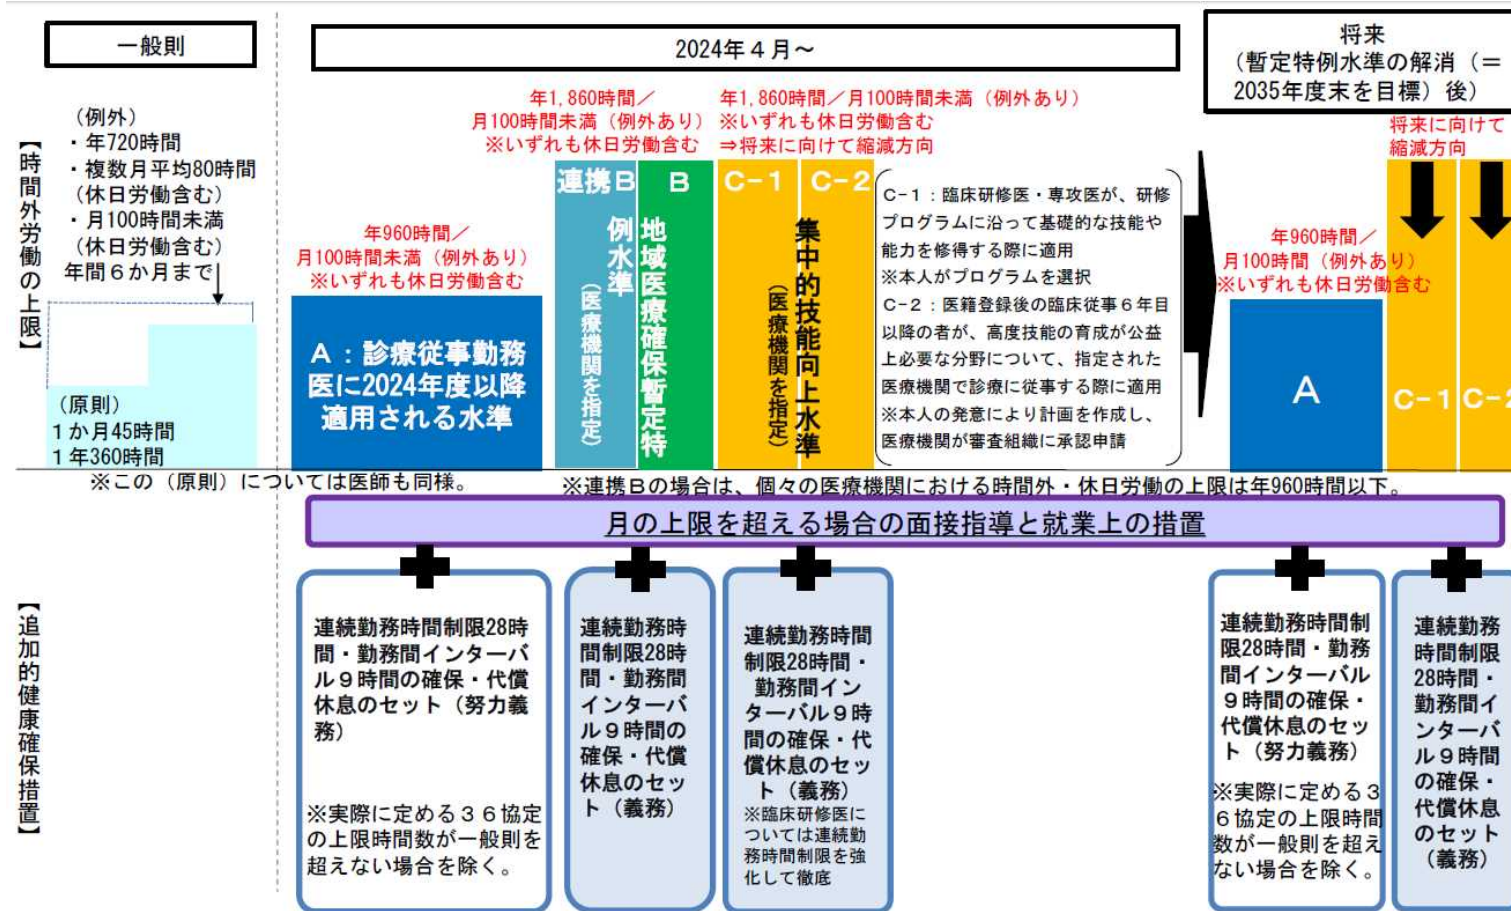 一般則
2024年４月～
将来
（暫定特例水準の解消（＝
2035年度末を目標）後）
【時間外労働の上限】
（例外）
・年720時間
・複数月平均80時間
（休日労働含む）
・月100時間未満
（休日労働含む）
年間６か月まで
（原則）
１か月45時間
１年360時間
※この（原則）については医師も同様。
年960時間／
月100時間未満（例外あり）
※いずれも休日労働含む
Ａ：診療従事勤務
医に2024年度以降
適用される水準
年1,860時間／
月100時間未満（例外あり）
※いずれも休日労働含む
連携Ｂ
Ｂ
地域医療確保暫定特
例水準
（医療機関を指定）
年1,860時間／月100時間未満（例外あり）
※いずれも休日労働含む
⇒将来に向けて縮減方向
Ｃ-１
Ｃ-２
集中的技能向上水準
（医療機関を指定）
Ｃ-１：臨床研修医・専攻医が、研修
プログラムに沿って基礎的な技能や
能力を修得する際に適用
※本人がプログラムを選択
Ｃ-２：医籍登録後の臨床従事６年目
以降の者が、高度技能の育成が公益
上必要な分野について、指定された
医療機関で診療に従事する際に適用
※本人の発意により計画を作成し、
医療機関が審査組織に承認申請
※連携Ｂの場合は、個々の医療機関における時間外・休日労働の上限は年960時間以下。
年960時間／
月100時間（例外あり）
※いずれも休日労働含む
Ａ
将来に向けて
縮減方向
Ｃ-１
Ｃ-２
月の上限を超える場合の面接指導と就業上の措置
【追加的健康確保措置】
連続勤務時間制限28時
間・勤務間インターバ
ル９時間の確保・代償
休息のセット（努力義
務）
※実際に定める３６協定
の上限時間数が一般則を
超えない場合を除く。
連続勤務時
間制限28時
間・勤務間
インターバ
ル９時間の
確保・代償
休息のセッ
ト（義務）
連続勤務時間
制限28時間・
勤務間イン
ターバル９時
間の確保・代
償休息のセッ
ト（義務）
※臨床研修医に
ついては連続勤
務時間制限を強
化して徹底
連続勤務時間制
限28時間・勤務
間インターバル
９時間の確保・
代償休息のセッ
ト（努力義務）
※実際に定める３
６協定の上限時間
数が一般則を超え
ない場合を除く。
連続勤務
時間制限
28時間・
勤務間イ
ンターバ
ル９時間
の確保・
代償休息
のセット
（義務）